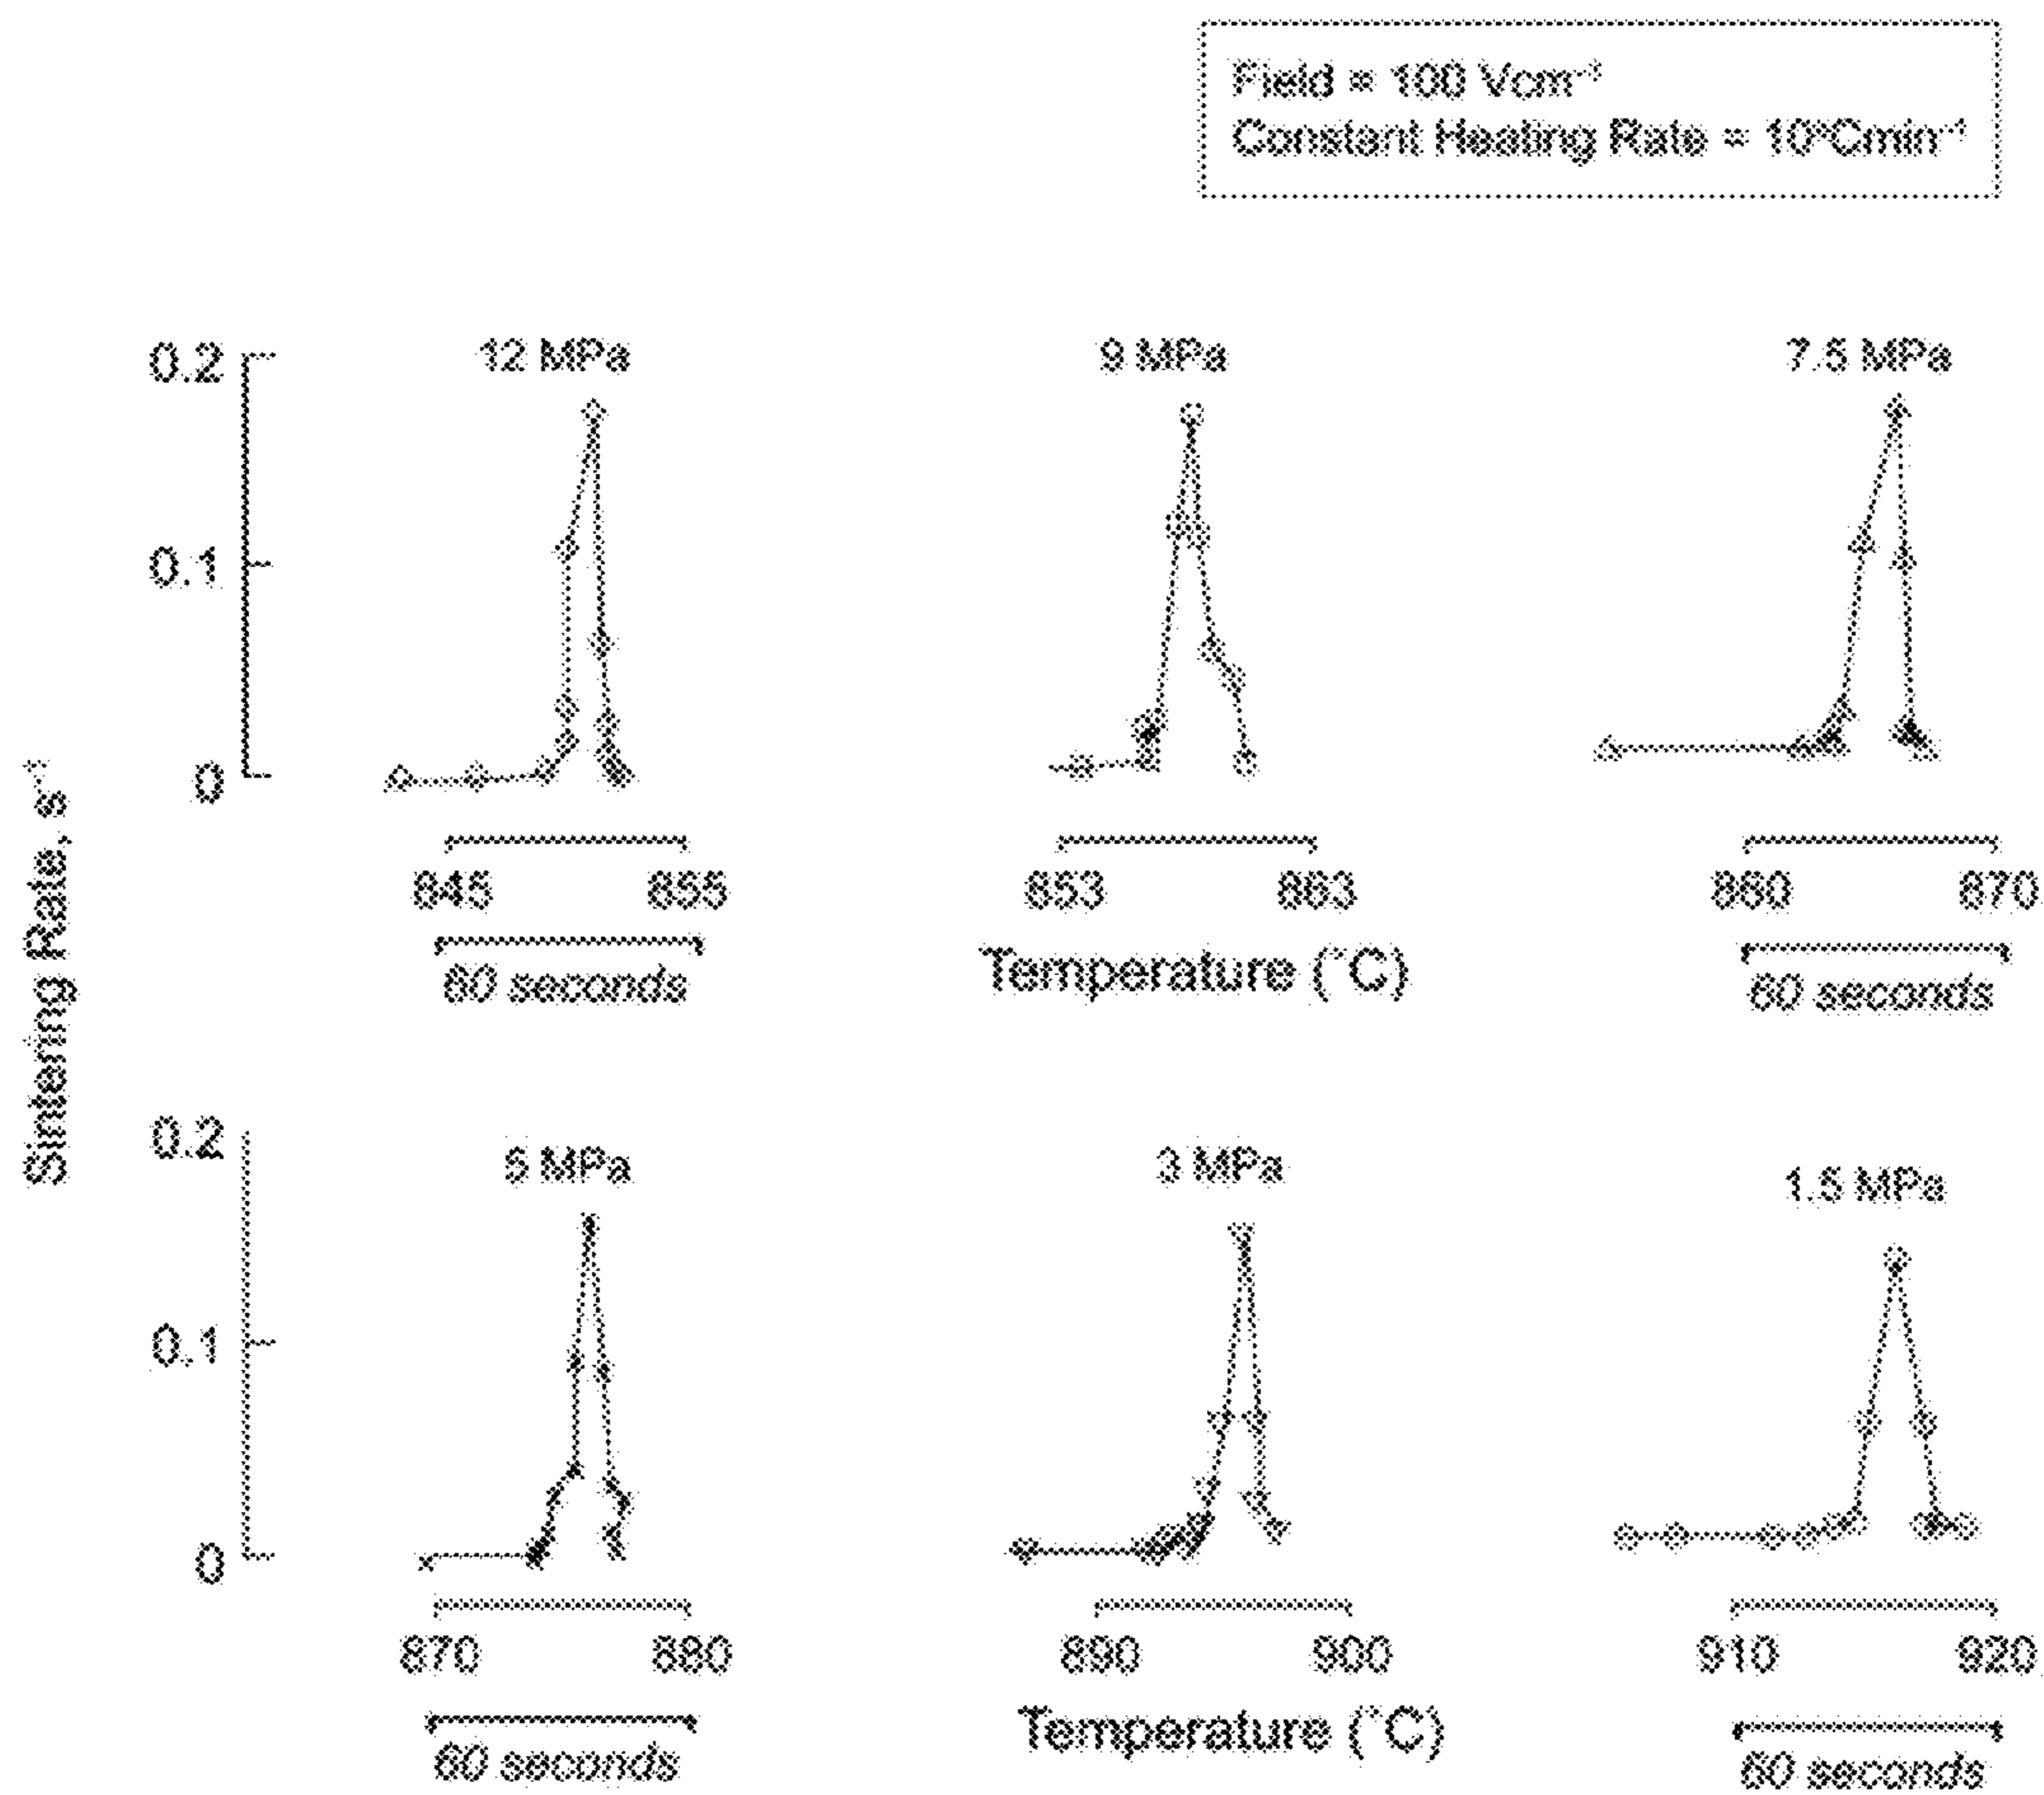 Field = 100 Vcm⁻¹
Constant Heating Rate = 10°Cmin⁻¹
12 MPa
9 MPa
7.5 MPa
0.2
0.1
0
845 855
853 863
860 870
60 seconds
Temperature (°C)
60 seconds
Sintering Rate, s⁻¹
5 MPa
3 MPa
1.5 MPa
0.2
0.1
0
870 880
890 900
910 920
60 seconds
Temperature (°C)
60 seconds